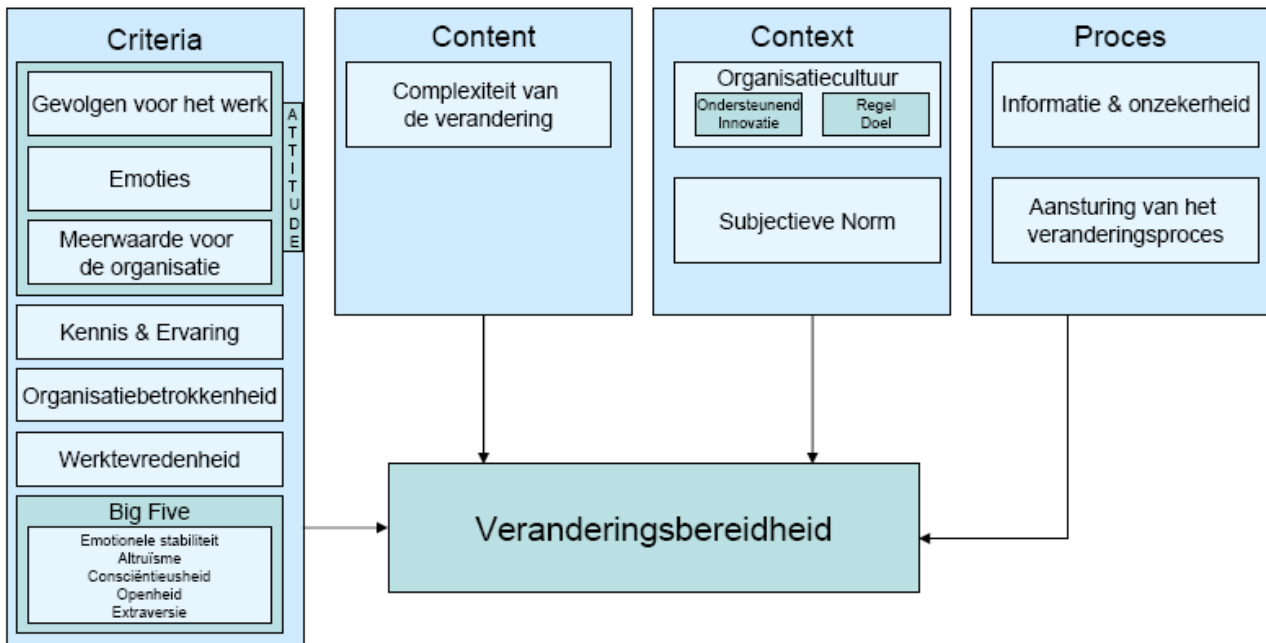 Criteria
Gevolgen voor het werk
Emoties
Meerwaarde voor
de organisatie
ATTITUDE
Kennis & Ervaring
Organisatiebetrokkenheid
Werktevredenheid
Big Five
Emotionele stabiliteit
Altruïsme
Consciëntieusheid
Openheid
Extraversie
Content
Complexiteit van
de verandering
Context
Organisatiecultuur
Ondersteunend
Innovatie
Regel
Doel
Subjectieve Norm
Proces
Informatie & onzekerheid
Aansturing van het
veranderingsproces
Veranderingsbereidheid